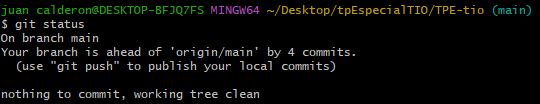 juan calderon@DESKTOP-BFJQ7FS MINGW64 ~/Desktop/tpEspecialTIO/TPE-tio (main)
$ git status
On branch main
Your branch is ahead of 'origin/main' by 4 commits.
  (use "git push" to publish your local commits)

nothing to commit, working tree clean